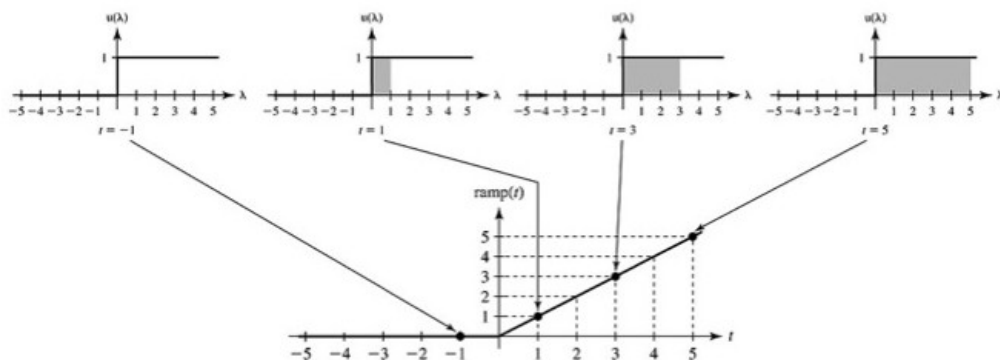 u(λ) u(λ) u(λ) u(λ)
1 1 1 1
−5−4−3−2−1 1 2 3 4 5 λ −5−4−3−2−1 1 2 3 4 5 λ −5−4−3−2−1 1 2 3 4 5 λ −5−4−3−2−1 1 2 3 4 5 λ
t = −1 t = 1 t = 3 t = 5
ramp(t)
5
4
3
2
1
−5 −4 −3 −2 −1 1 2 3 4 5 t